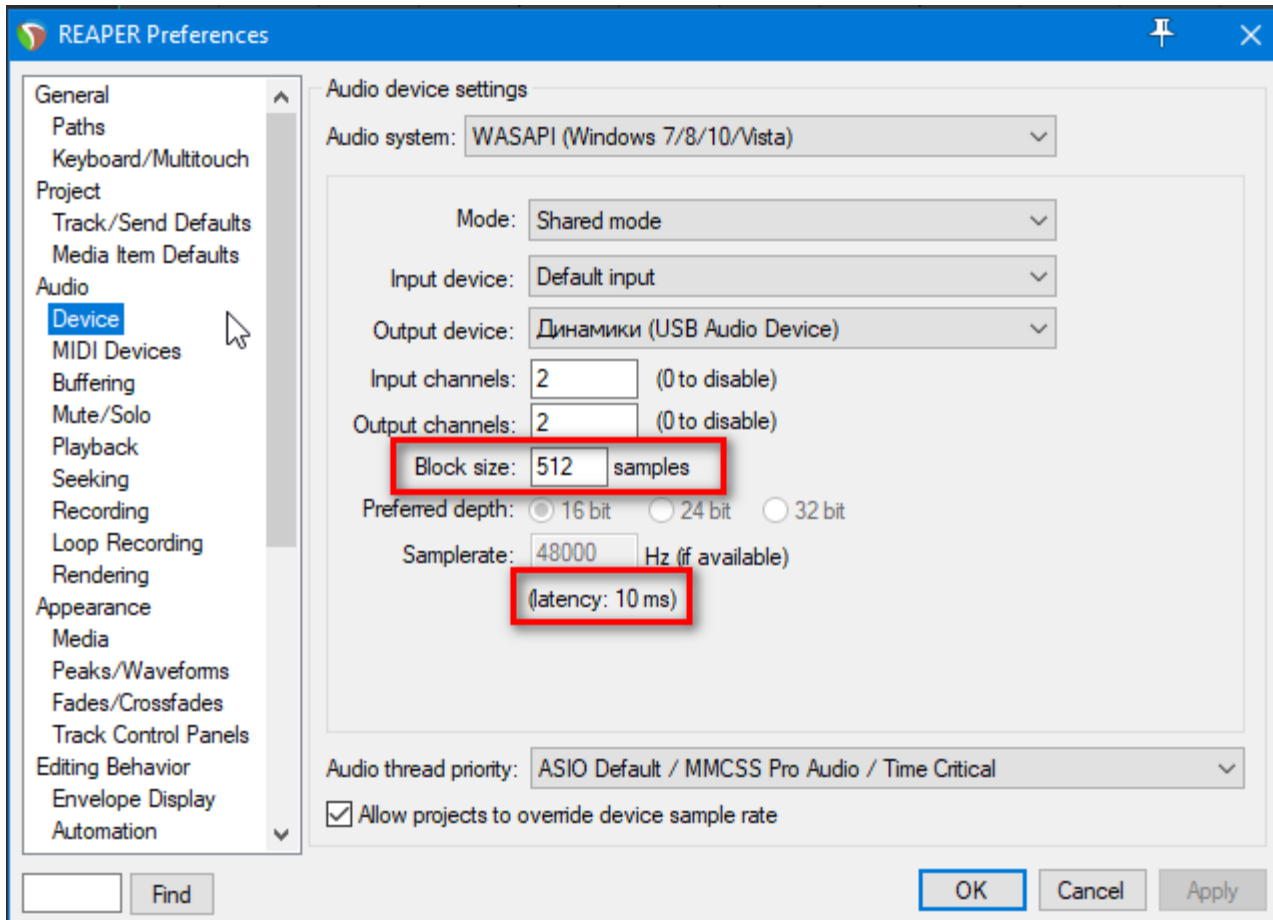 REAPER Preferences
General
Paths
Keyboard/Multitouch
Project
Track/Send Defaults
Media Item Defaults
Audio
Device
MIDI Devices
Buffering
Mute/Solo
Playback
Seeking
Recording
Loop Recording
Rendering
Appearance
Media
Peaks/Waveforms
Fades/Crossfades
Track Control Panels
Editing Behavior
Envelope Display
Automation
Find
Audio device settings
Audio system: WASAPI (Windows 7/8/10/Vista)
Mode: Shared mode
Input device: Default input
Output device: Динамики (USB Audio Device)
Input channels: 2 (0 to disable)
Output channels: 2 (0 to disable)
Block size: 512 samples
Preferred depth: 16 bit 24 bit 32 bit
Samplerate: 48000 Hz (if available)
(latency: 10 ms)
Audio thread priority: ASIO Default / MMCSS Pro Audio / Time Critical
Allow projects to override device sample rate
OK Cancel Apply